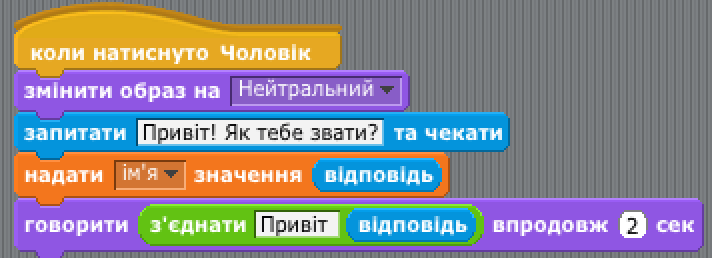 коли натиснуто Чоловік
змінити образ на Нейтральний
запитати Привіт! Як тебе звати? та чекати
надати ім'я значення відповідь
говорити з'єднати Привіт відповідь впродовж 2 сек